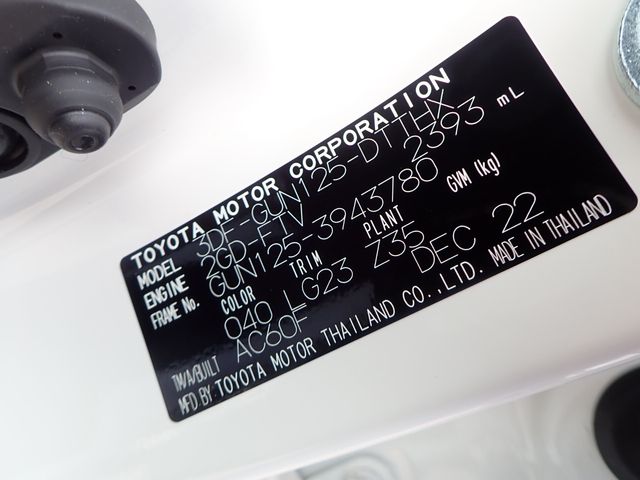 TOYOTA MOTOR CORPORATION
MODEL 3DF-GUN125-DTTHX
ENGINE 2GD-FTV 2393 mL
FRAME No. GUN125-3943780
COLOR TRIM PLANT GVM (kg)
040 LG23 Z35
T/A/BUILT AC60F DEC 22
MFD.BY:TOYOTA MOTOR THAILAND CO.,LTD. MADE IN THAILAND